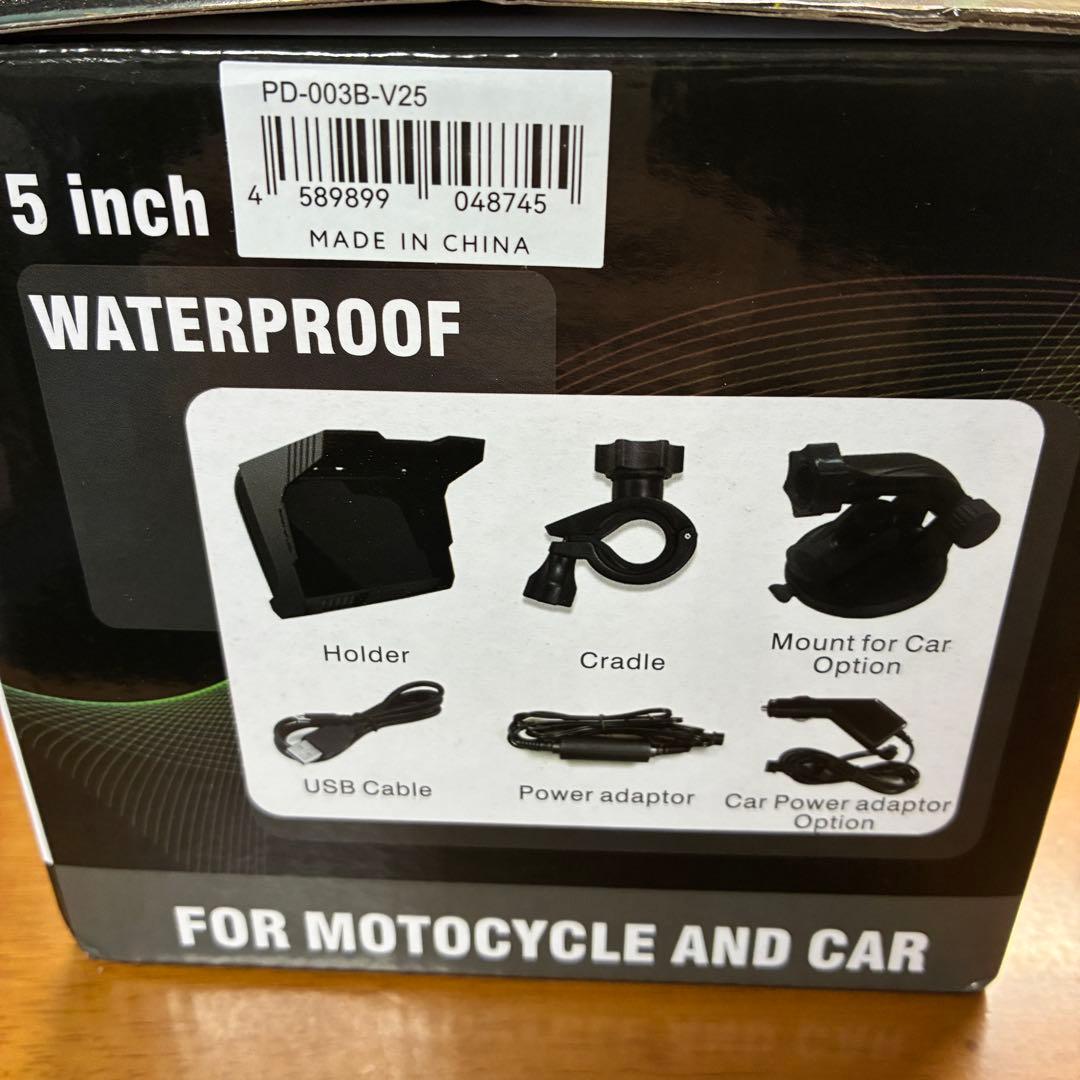 PD-003B-V25
4 589899 048745
MADE IN CHINA
5 inch
WATERPROOF
Holder
Cradle
Mount for Car
Option
USB Cable
Power adaptor
Car Power adaptor
Option
FOR MOTOCYCLE AND CAR